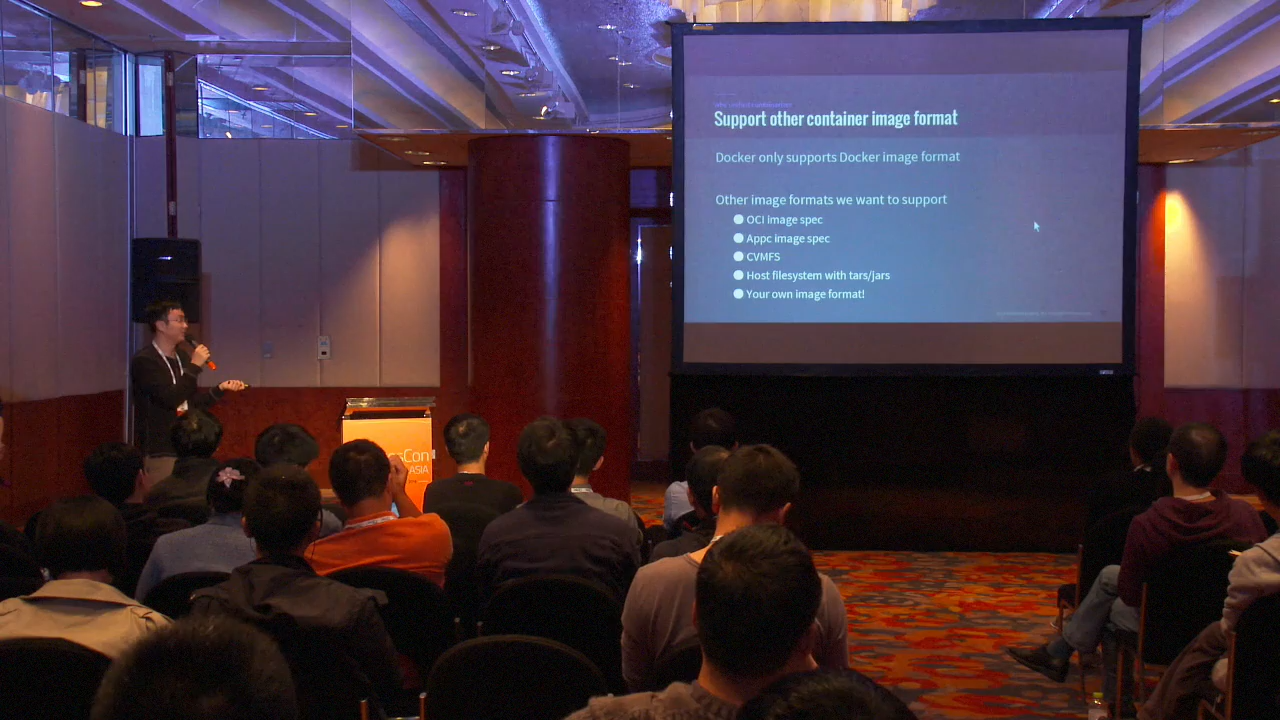 Support other container image format
Docker only supports Docker image format
Other image formats we want to support
OCI image spec
Appc image spec
CVMFS
Host filesystem with tars/jars
Your own image format!
ASIA